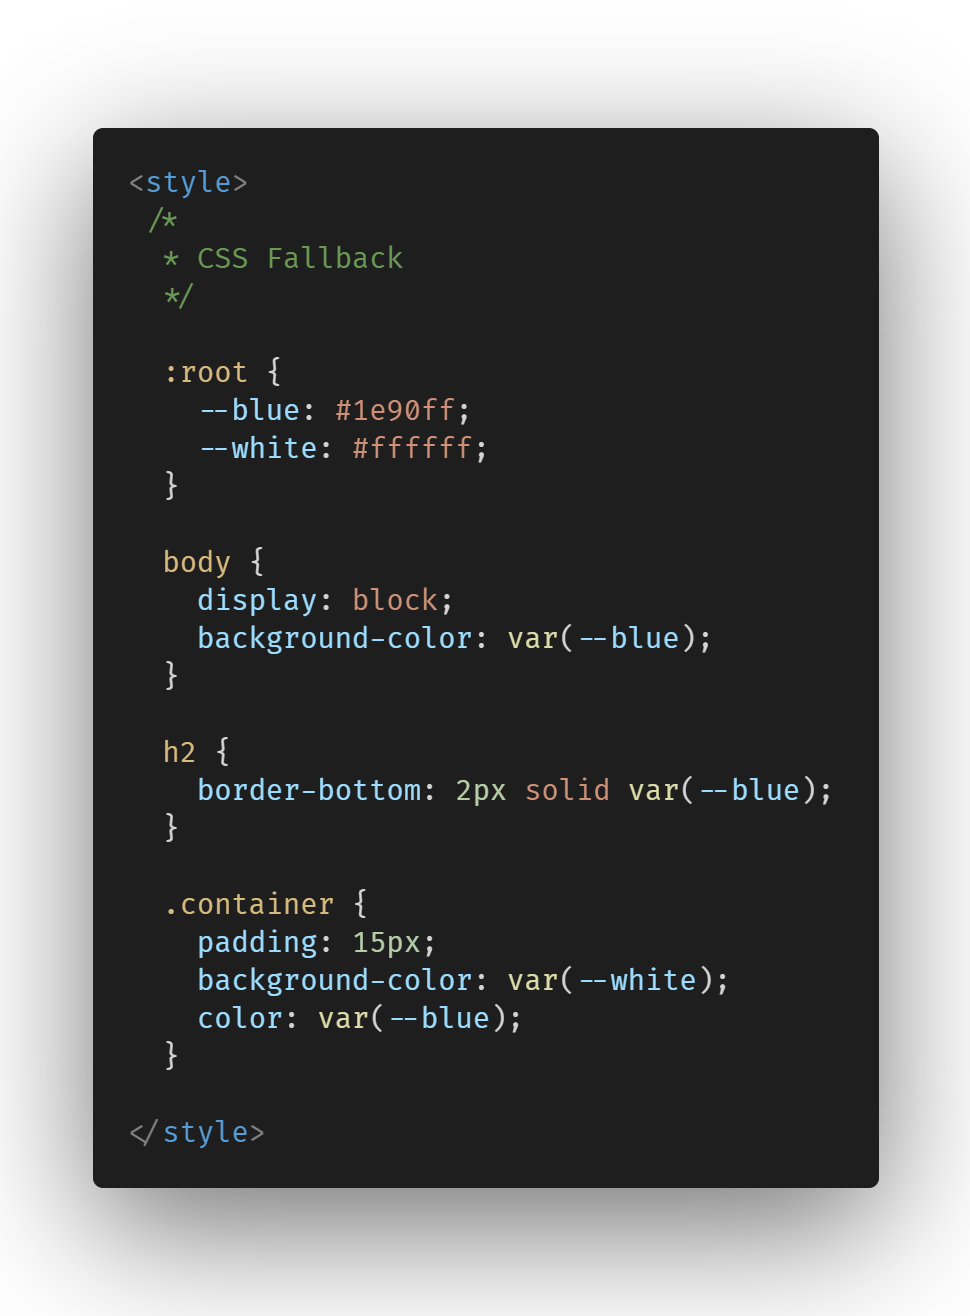 <style>
 /*
  * CSS Fallback
  */

  :root {
    --blue: #1e90ff;
    --white: #ffffff;
  }

  body {
    display: block;
    background-color: var(--blue);
  }

  h2 {
    border-bottom: 2px solid var(--blue);
  }

  .container {
    padding: 15px;
    background-color: var(--white);
    color: var(--blue);
  }

</style>